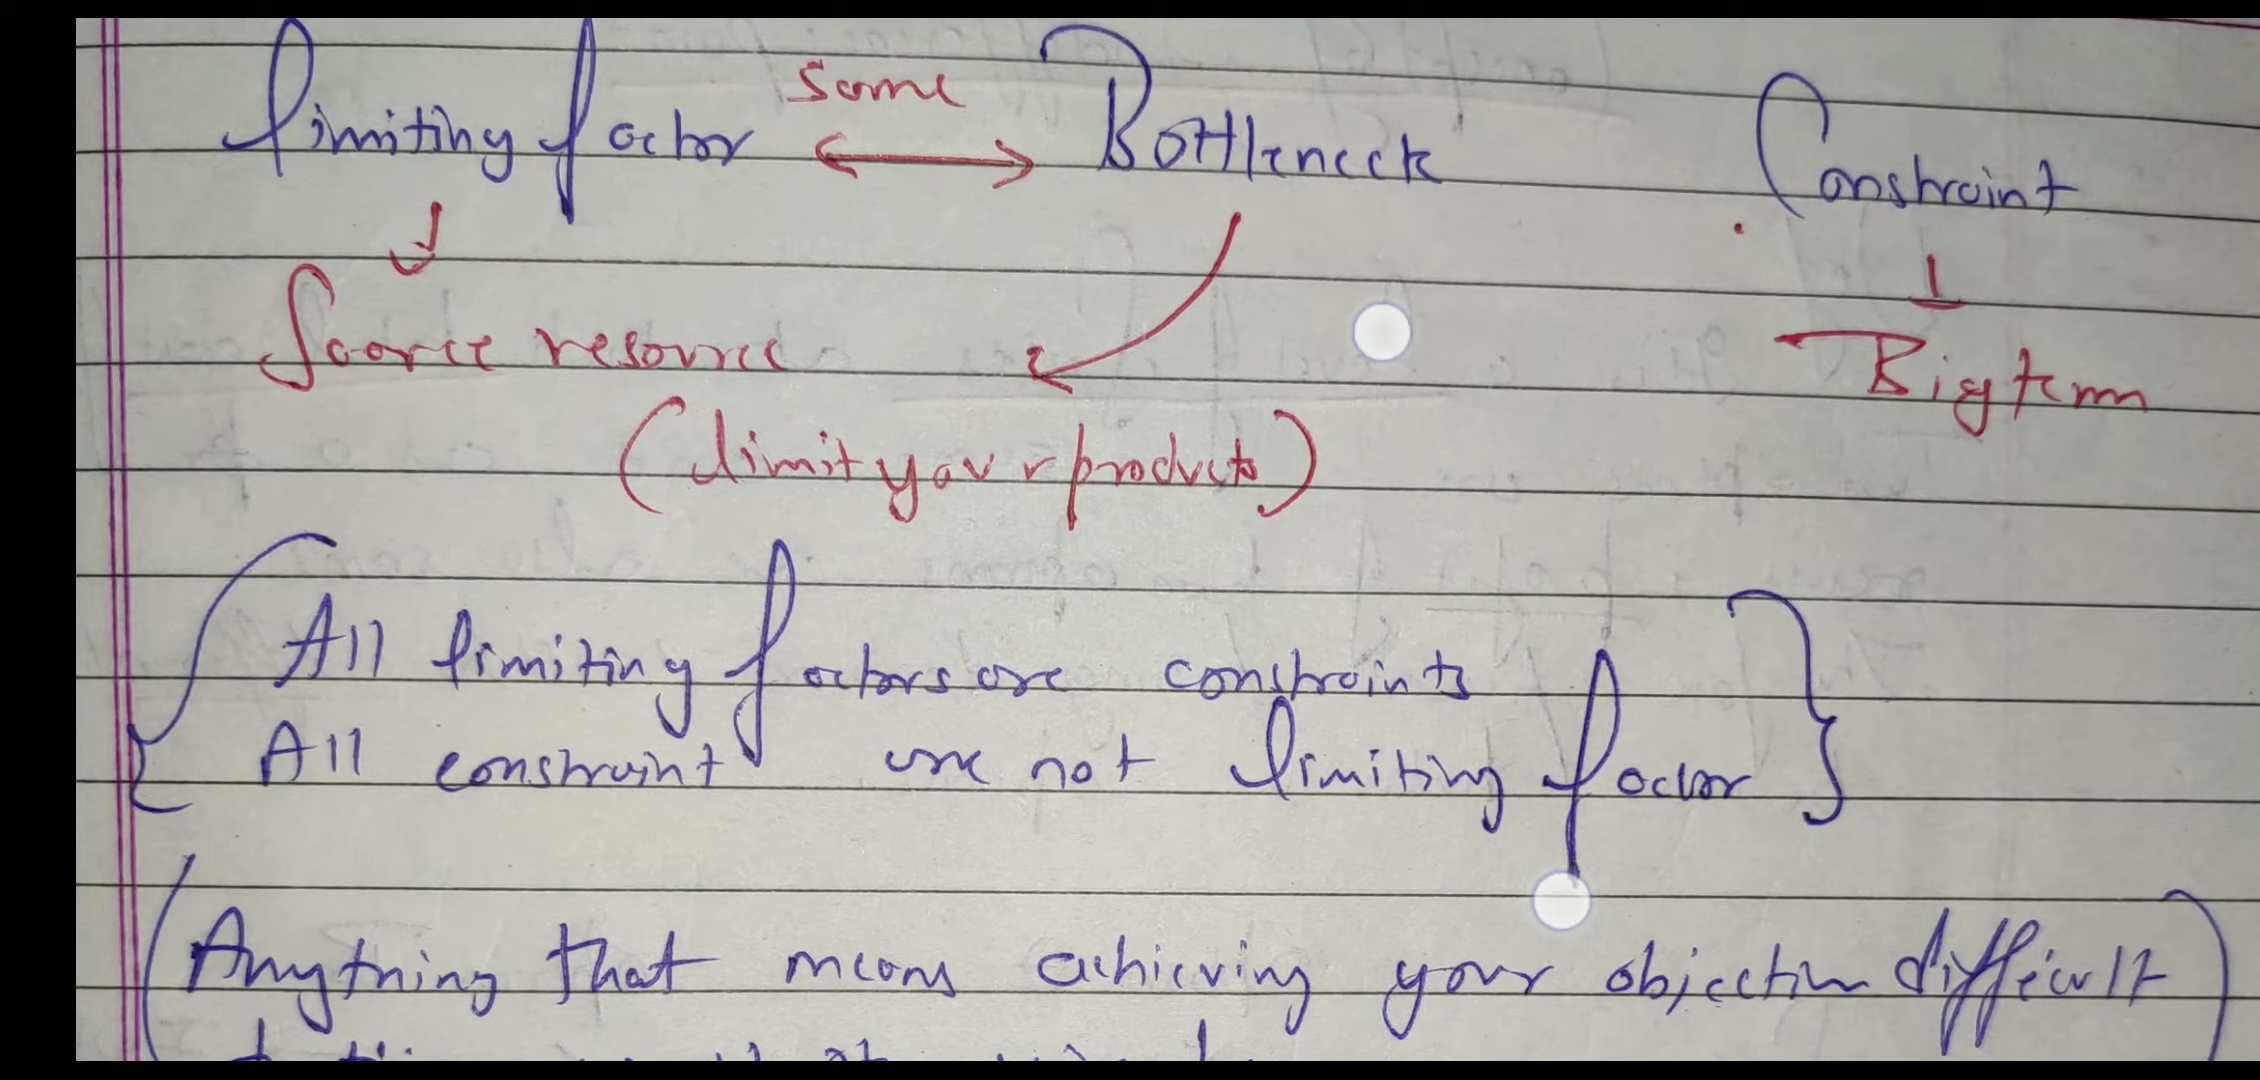 Same
limiting factor Bottleneck Constraint
Scarce resource Big term
(limit your products)
All limiting factors are constraints
All constraint are not limiting factor
(Anything that means achieving your objective difficult)